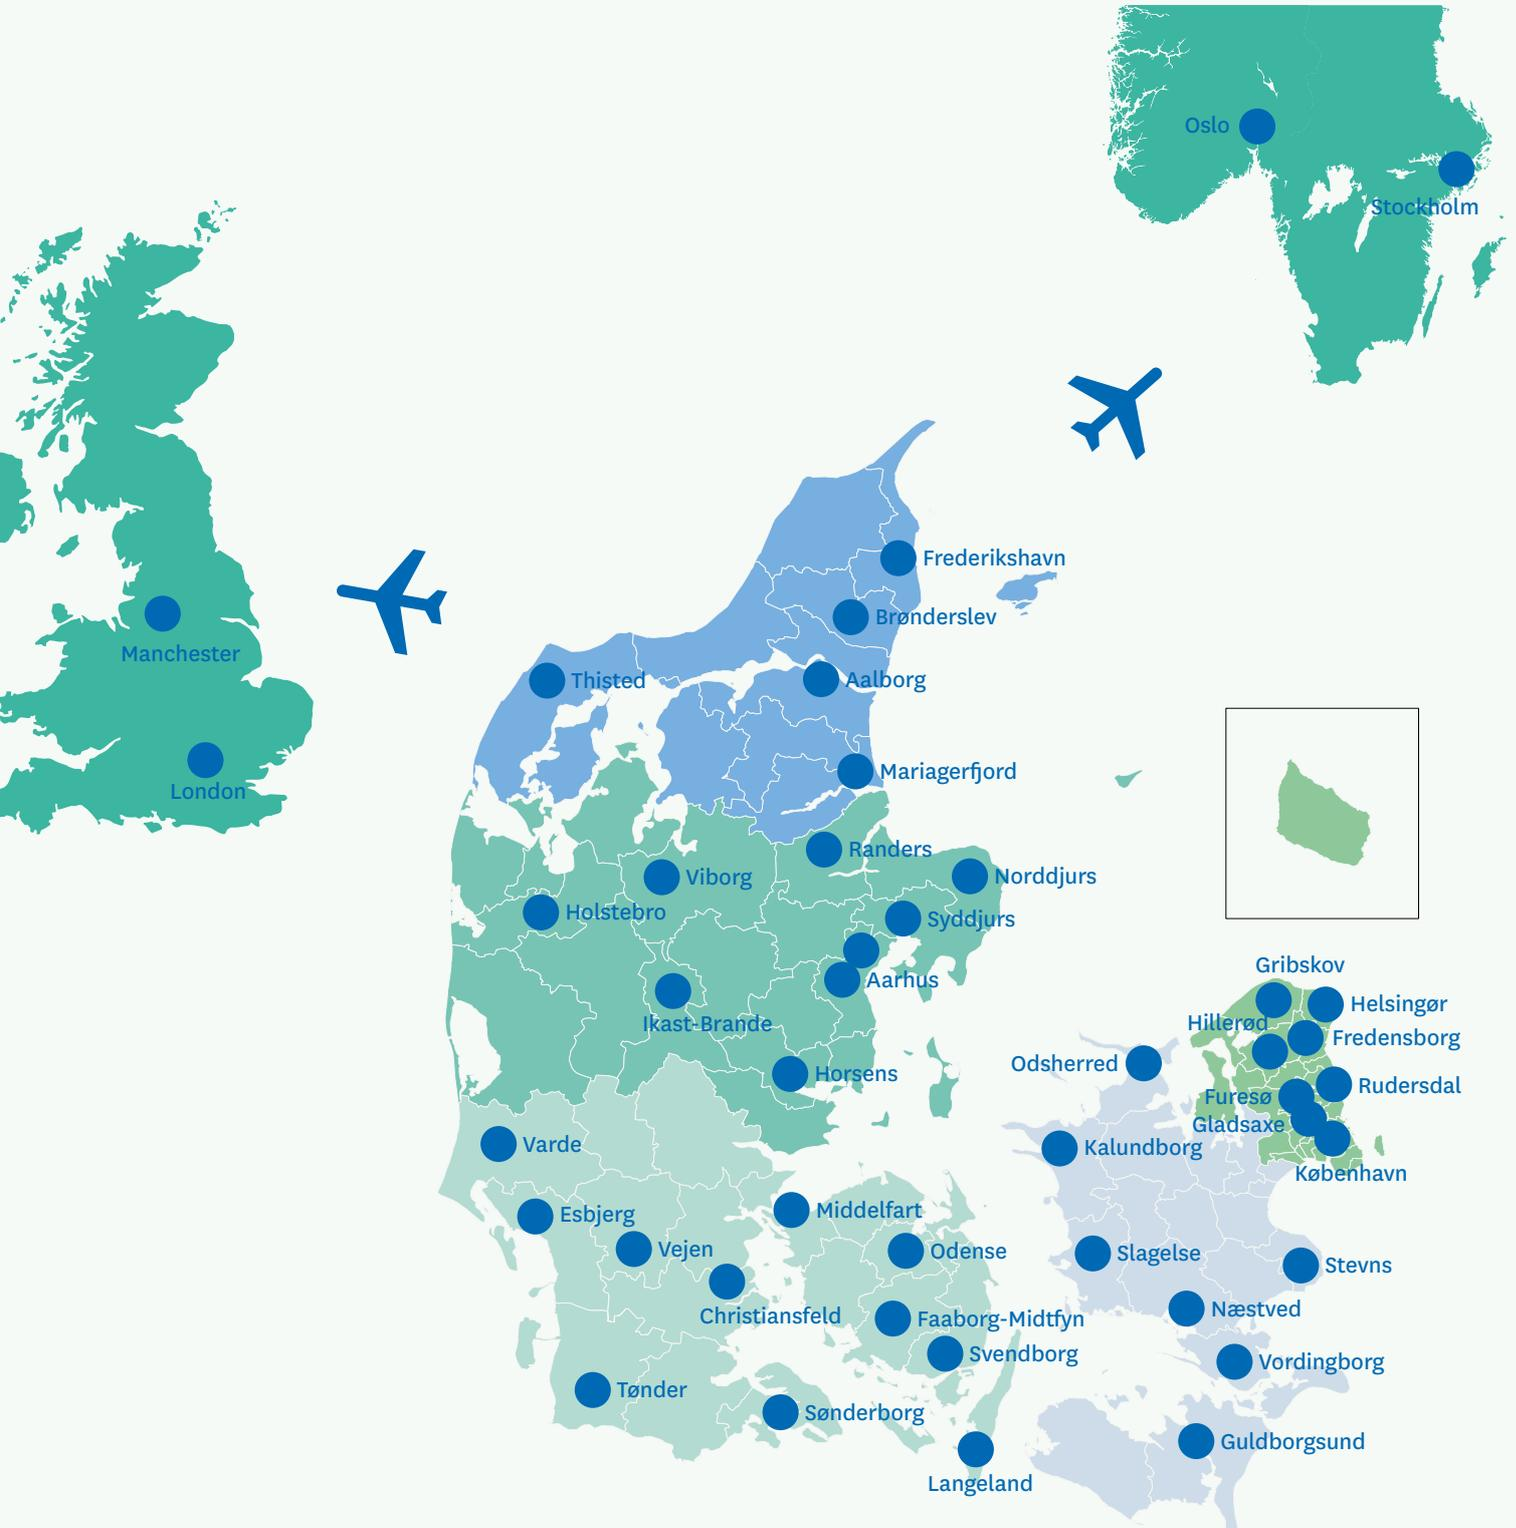 Oslo
Stockholm
Frederikshavn
Brønderslev
Manchester
Thisted
Aalborg
Mariagerfjord
London
Randers
Viborg
Norddjurs
Holstebro
Syddjurs
Gribskov
Aarhus
Helsingør
Ikast-Brande
Hillerød
Fredensborg
Odsherred
Horsens
Rudersdal
Furesø
Gladsaxe
Varde
Kalundborg
København
Middelfart
Esbjerg
Vejen
Odense
Slagelse
Stevns
Christiansfeld
Næstved
Faaborg-Midtfyn
Svendborg
Vordingborg
Tønder
Sønderborg
Guldborgsund
Langeland